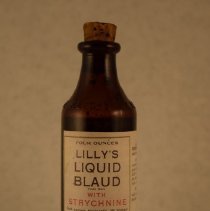 FOUR OUNCES
LILLY'S
LIQUID
BLAUD
WITH
STRYCHNINE